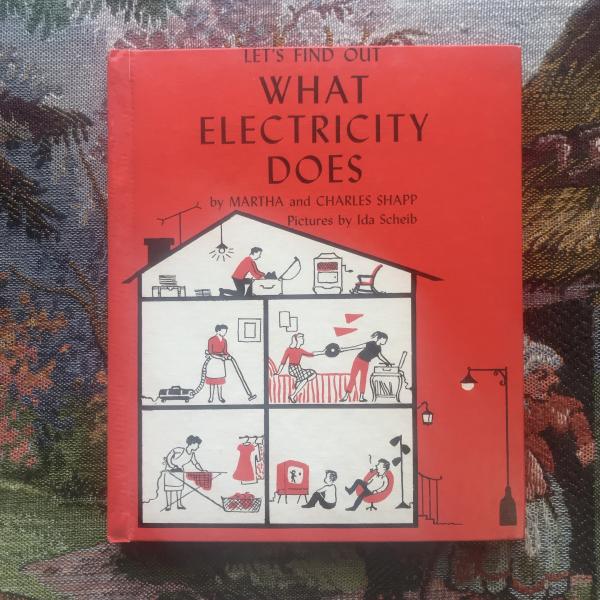 LET'S FIND OUT
WHAT
ELECTRICITY
DOES
by MARTHA and CHARLES SHAPP
Pictures by Ida Scheib